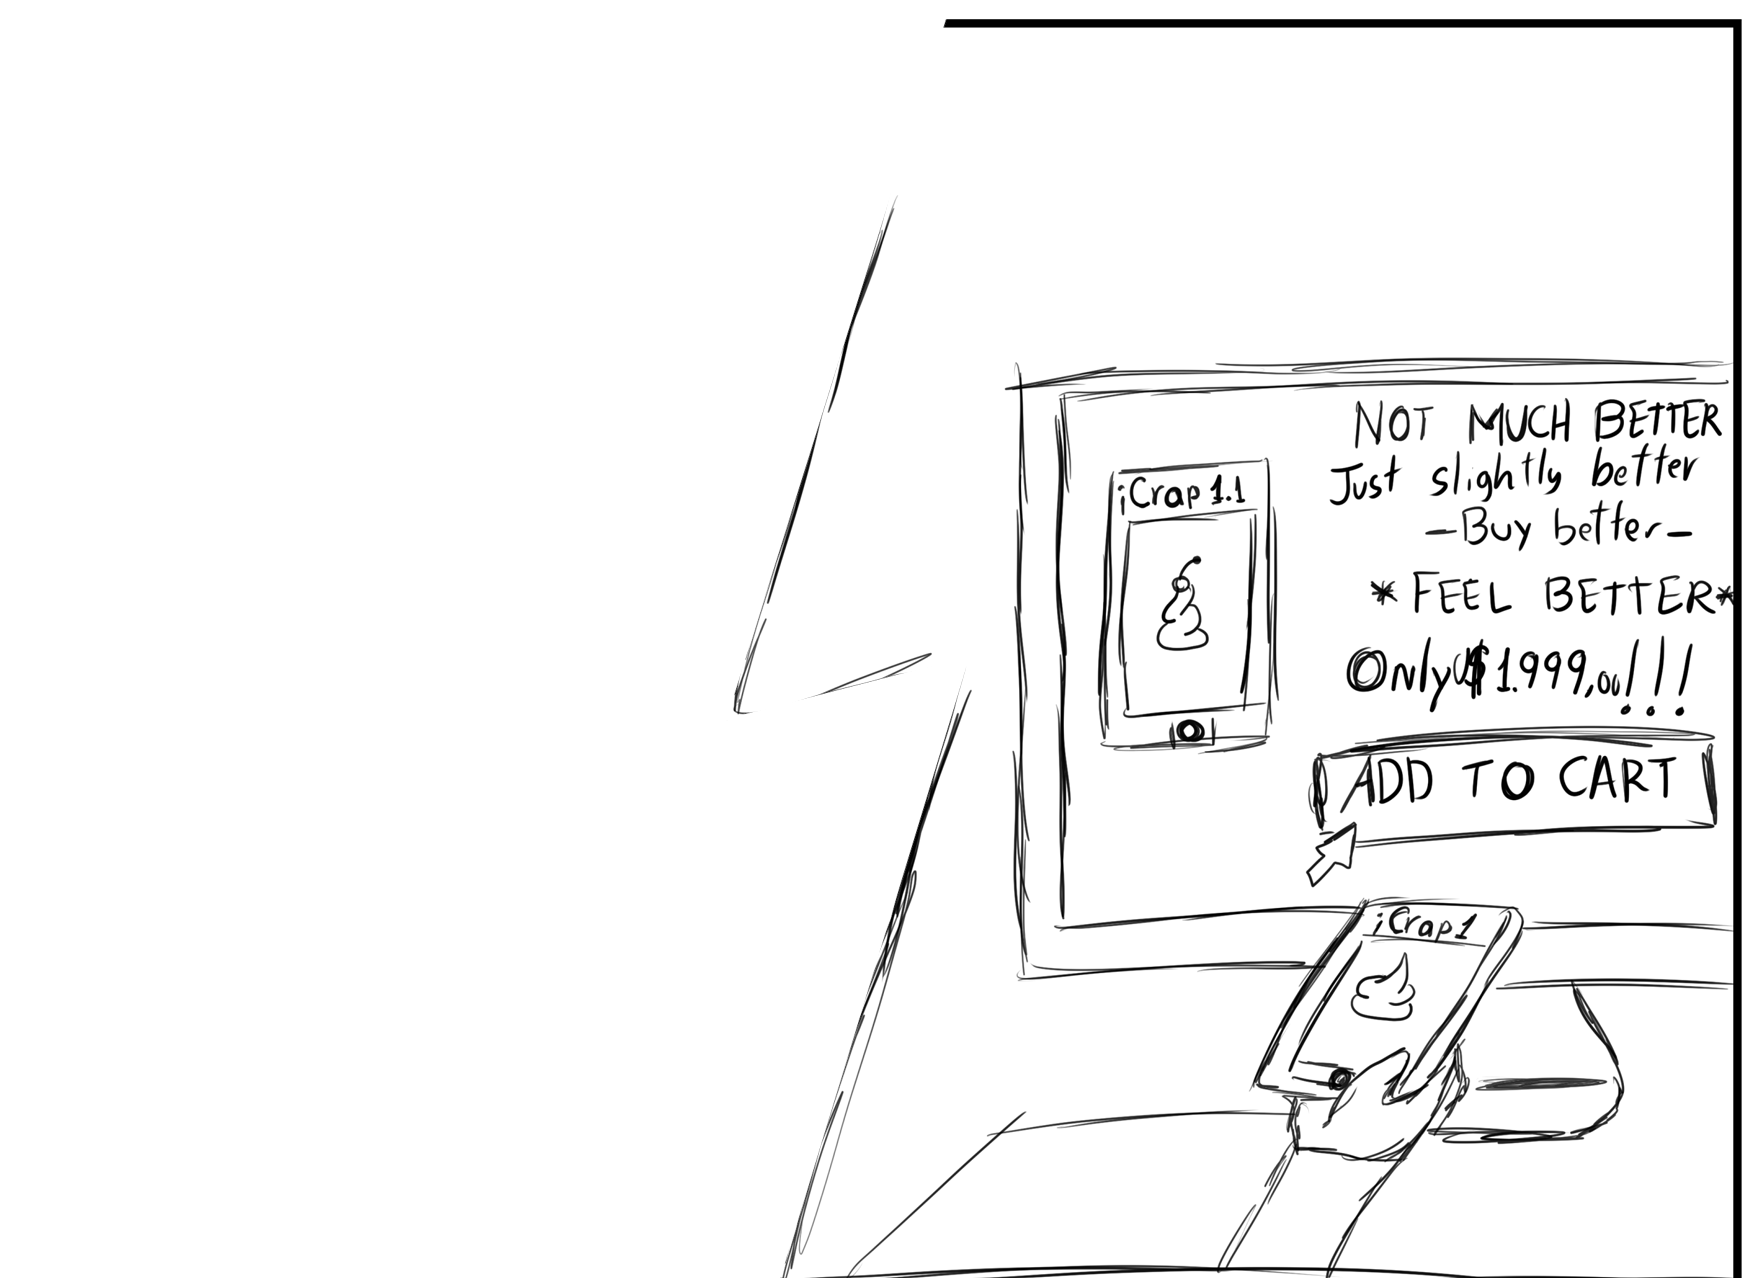 NOT MUCH BETTER
Just slightly better
-Buy better-
*FEEL BETTER*
Only U$1.999,00!!!
ADD TO CART
iCrap 1.1
iCrap 1